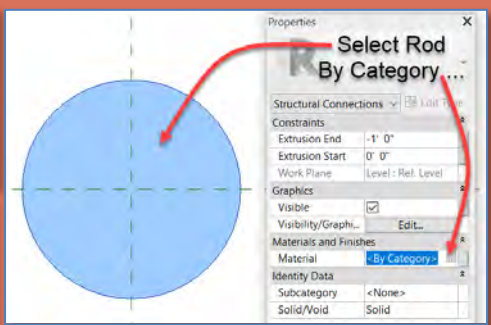 Properties
X
Select Rod
By Category ...
Structural Connections
Edit Type
Constraints
Extrusion End -1' 0"
Extrusion Start 0' 0"
Work Plane Level : Ref. Level
Graphics
Visible
Visibility/Graphi... Edit...
Materials and Finishes
Material <By Category>
Identity Data
Subcategory <None>
Solid/Void Solid